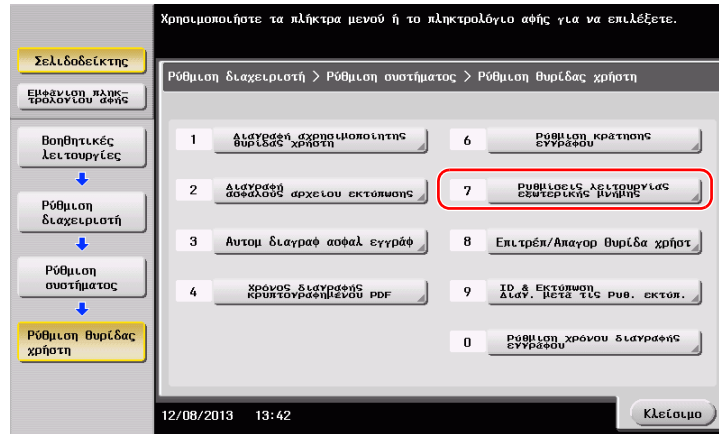 Χρησιμοποιήστε τα πλήκτρα μενού ή το πληκτρολόγιο αφής για να επιλέξετε.
Σελιδοδείκτης
Εμφάνιση πληκ-
τρολογίου αφής
Βοηθητικές
λειτουργίες
Ρύθμιση
διαχειριστή
Ρύθμιση
συστήματος
Ρύθμιση θυρίδας
χρήστη
Ρύθμιση διαχειριστή > Ρύθμιση συστήματος > Ρύθμιση θυρίδας χρήστη
1 Διαγραφή αχρησιμοποίητης
θυρίδας χρήστη
2 Διαγραφή
ασφαλούς αρχείου εκτύπωσης
3 Αυτομ διαγραφ ασφαλ εγγράφ
4 Χρόνος διαγραφής
κρυπτογραφημένου PDF
6 Ρύθμιση κράτησης
εγγράφου
7 Ρυθμίσεις λειτουργίας
εξωτερικής μνήμης
8 Επιτρέπ/Απαγορ θυρίδα χρήστ
9 ID & Εκτύπωση
Διαγ. μετά τις ρυθ. εκτύπ.
0 Ρύθμιση χρόνου διαγραφής
εγγράφου
12/08/2013 13:42
Κλείσιμο